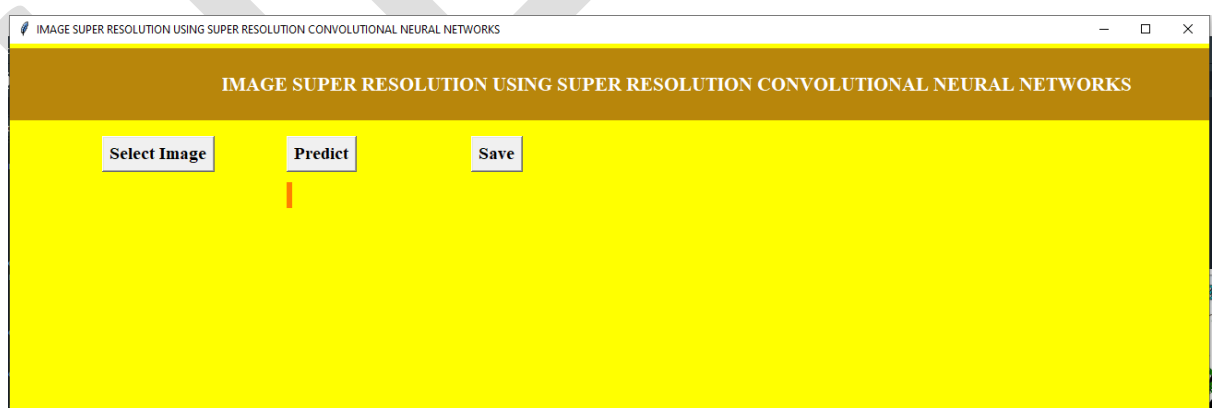 IMAGE SUPER RESOLUTION USING SUPER RESOLUTION CONVOLUTIONAL NEURAL NETWORKS
IMAGE SUPER RESOLUTION USING SUPER RESOLUTION CONVOLUTIONAL NEURAL NETWORKS
Select Image Predict Save